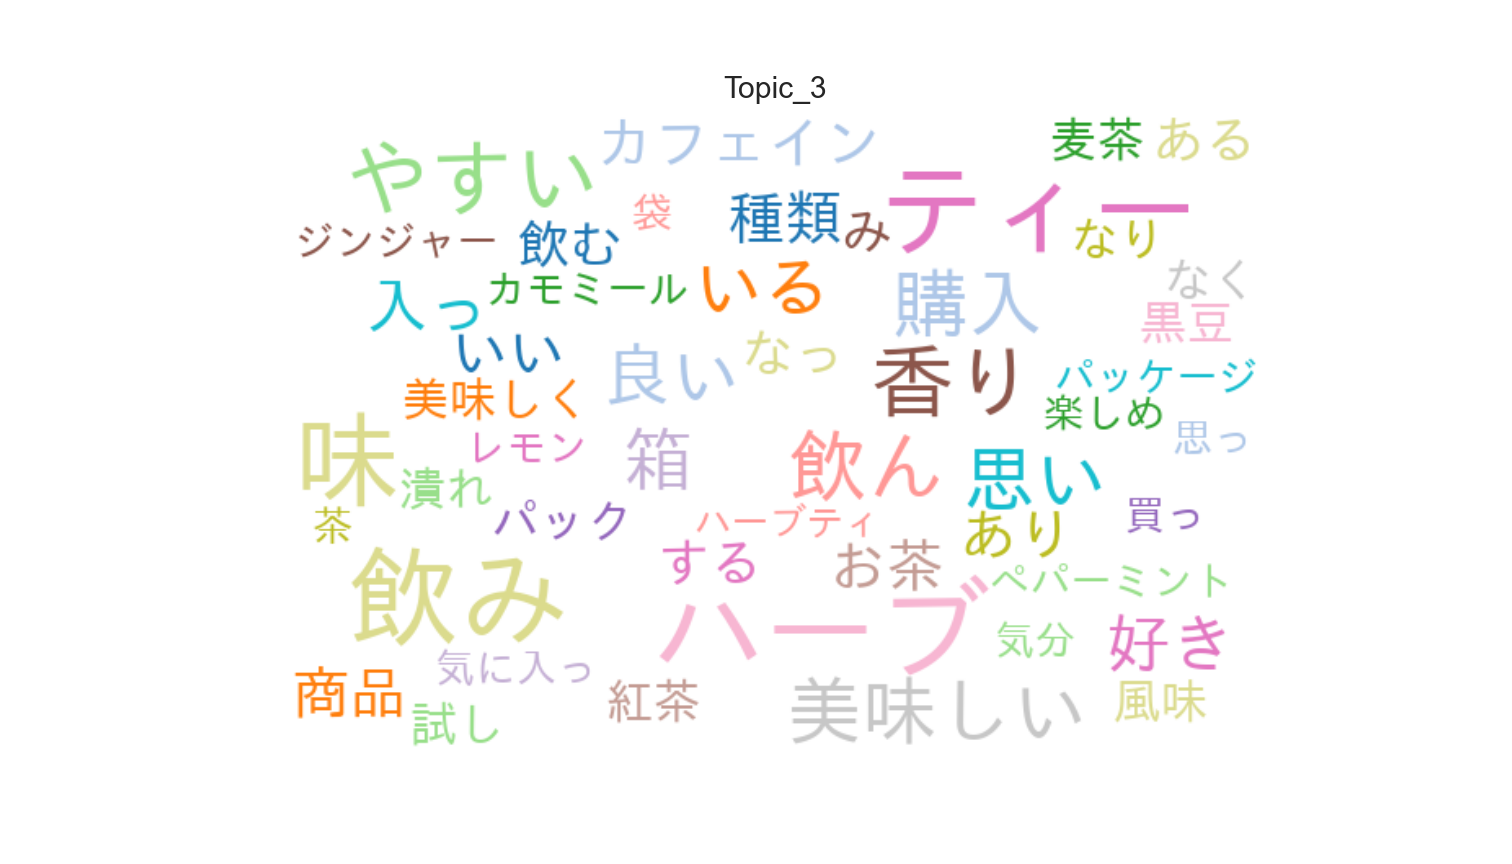 Topic_3
カフェイン
麦茶
ある
やすい
ティー
種類
袋
み
なり
ジンジャー
飲む
なく
カモミール
いる
購入
入っ
黒豆
いい
良い
なっ
香り
パッケージ
美味しく
楽しめ
味
レモン
箱
飲ん
思い
思っ
潰れ
茶
パック
ハーブティ
あり
買っ
する
お茶
ペパーミント
飲み
ハーブ
気分
好き
気に入っ
商品
紅茶
美味しい
風味
試し